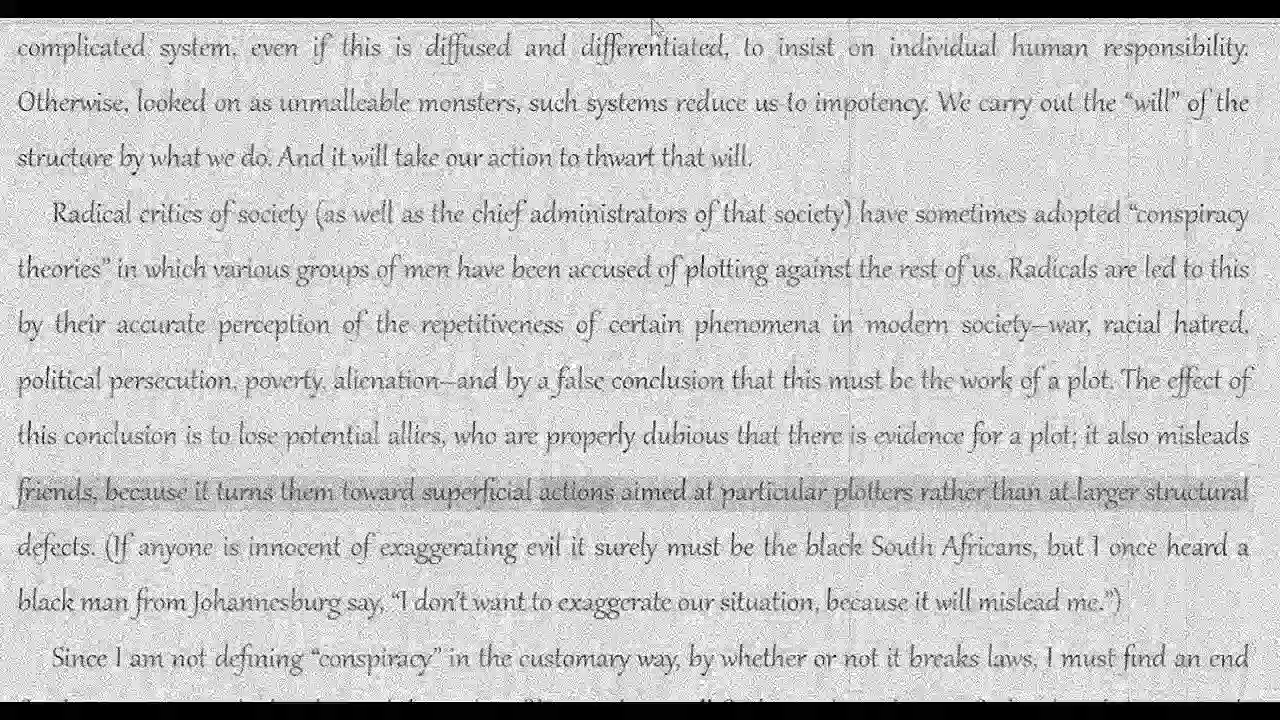 complicated system, even if this is diffused and differentiated, to insist on individual human responsibility.
Otherwise, looked on as unmalleable monsters, such systems reduce us to impotency. We carry out the “will” of the
structure by what we do. And it will take our action to thwart that will.
Radical critics of society (as well as the chief administrators of that society) have sometimes adopted “conspiracy
theories” in which various groups of men have been accused of plotting against the rest of us. Radicals are led to this
by their accurate perception of the repetitiveness of certain phenomena in modern society—war, racial hatred,
political persecution, poverty, alienation—and by a false conclusion that this must be the work of a plot. The effect of
this conclusion is to lose potential allies, who are properly dubious that there is evidence for a plot; it also misleads
friends, because it turns them toward superficial actions aimed at particular plotters rather than at larger structural
defects. (If anyone is innocent of exaggerating evil it surely must be the black South Africans, but I once heard a
black man from Johannesburg say, “I don’t want to exaggerate our situation, because it will mislead me.”)
Since I am not defining “conspiracy” in the customary way, by whether or not it breaks laws, I must find an end